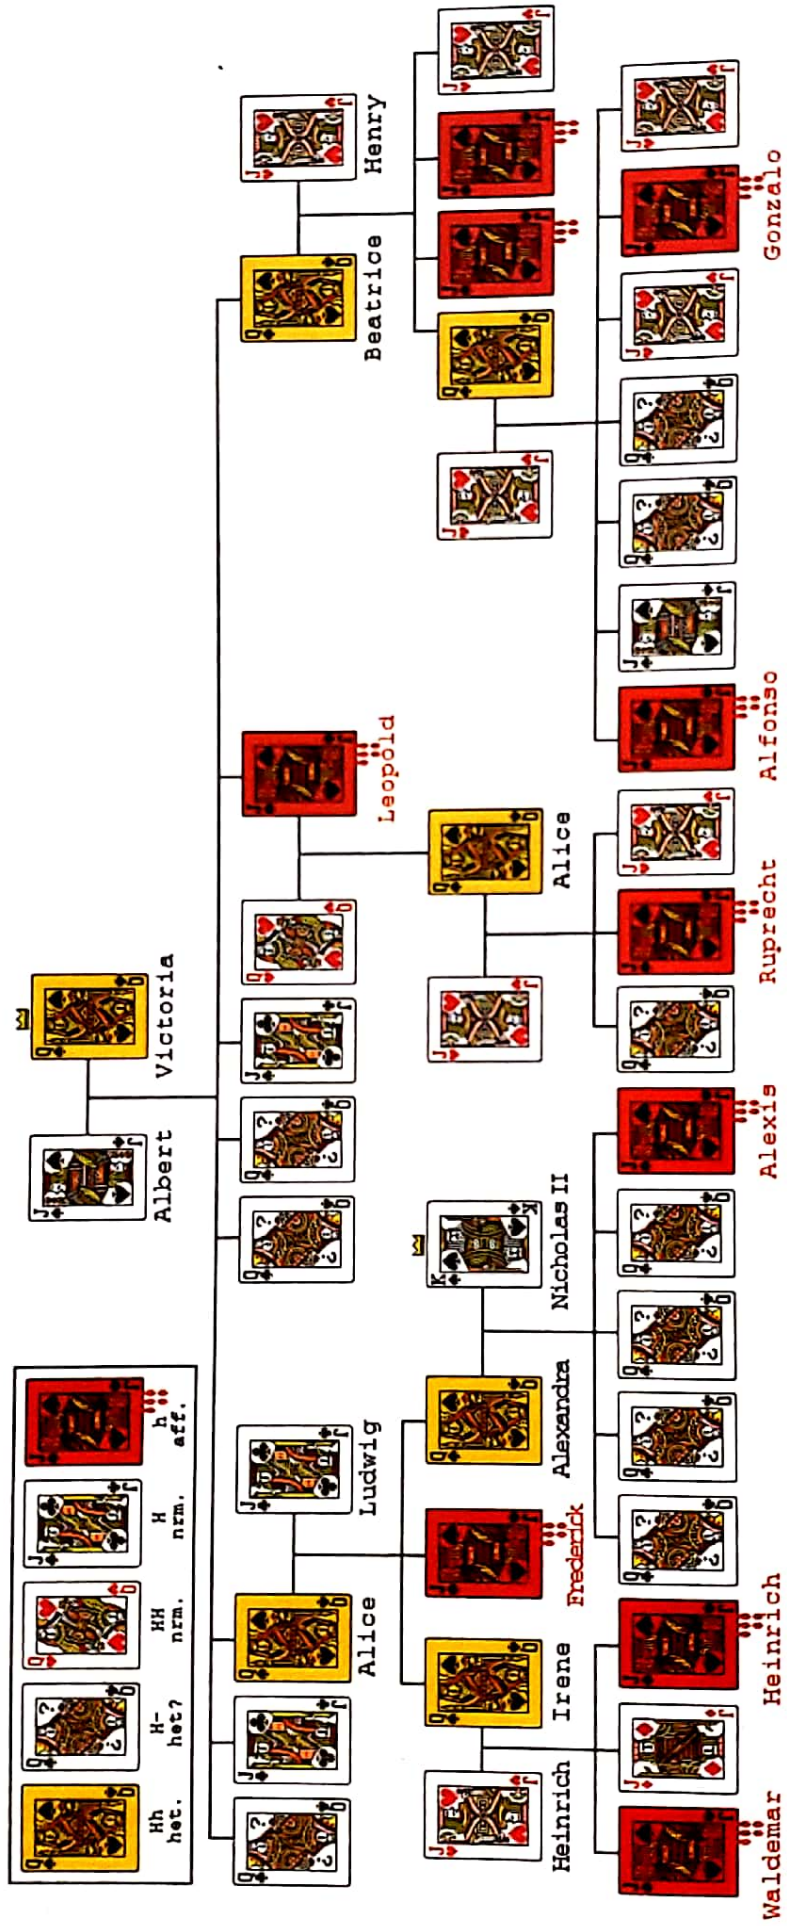 Hh H- HH H h
het. het? nrm. nrm. aff.
Albert Victoria
Alice Ludwig Leopold Beatrice Henry
Heinrich Irene Frederick Alexandra Nicholas II Alice
Waldemar Heinrich Alexis Ruprecht Alfonso Gonzalo